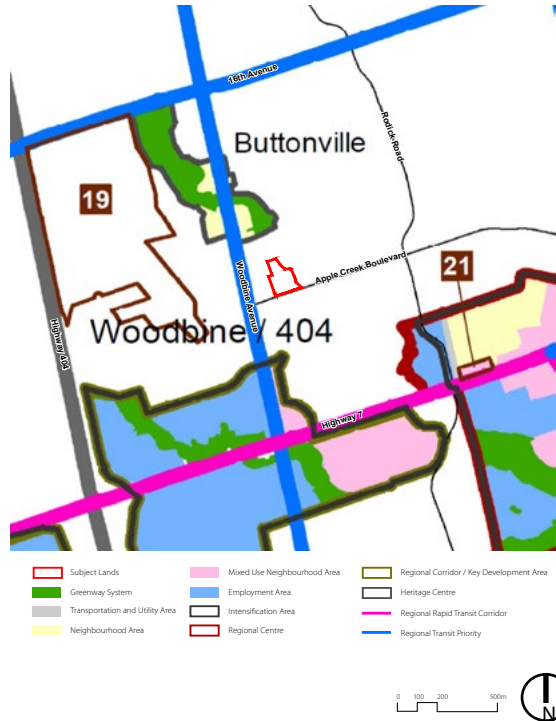 16th Avenue
Rodick Road
Buttonville
19
Woodbine Avenue
Apple Creek Boulevard
21
Highway 404
Woodbine / 404
Highway 7
Subject Lands
Greenway System
Transportation and Utility Area
Neighbourhood Area
Mixed Use Neighbourhood Area
Employment Area
Intensification Area
Regional Centre
Regional Corridor / Key Development Area
Heritage Centre
Regional Rapid Transit Corridor
Regional Transit Priority
0 100 200 500m
N